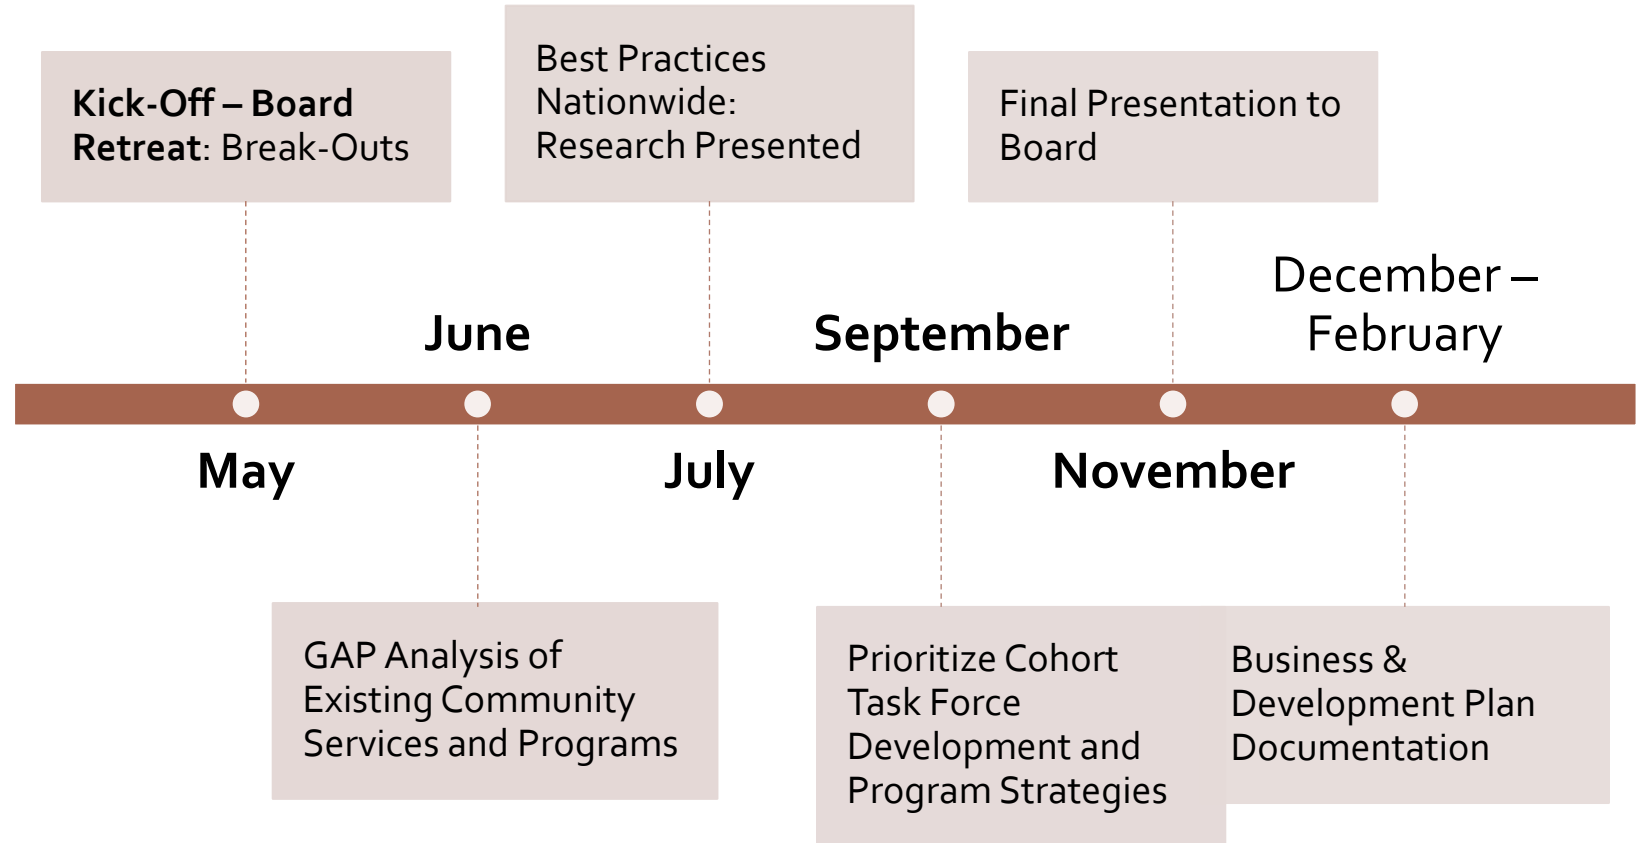 Kick-Off – Board
Retreat: Break-Outs
Best Practices
Nationwide:
Research Presented
Final Presentation to
Board
December –
February
June
September
May
July
November
GAP Analysis of
Existing Community
Services and Programs
Prioritize Cohort
Task Force
Development and
Program Strategies
Business &
Development Plan
Documentation